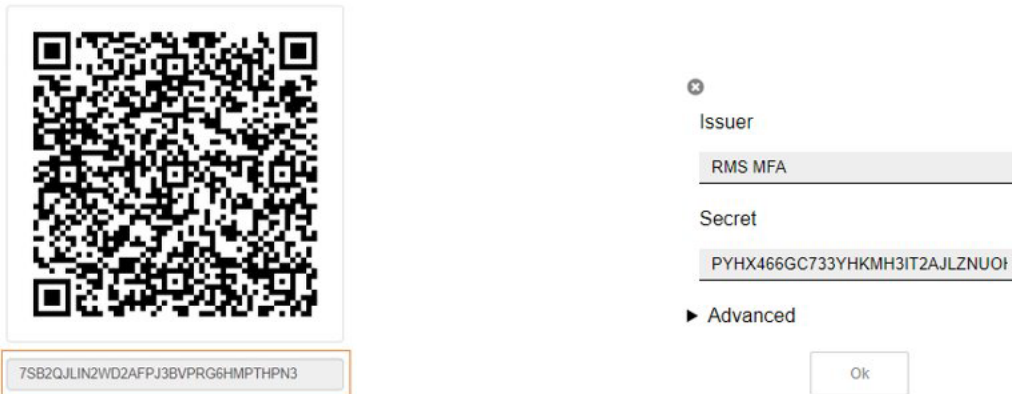 Issuer
RMS MFA
Secret
PYHX466GC733YHKMH3IT2AJLZNUO
Advanced
7SB2QJLIN2WD2AFPJ3BVPRG6HMPTHPN3
Ok